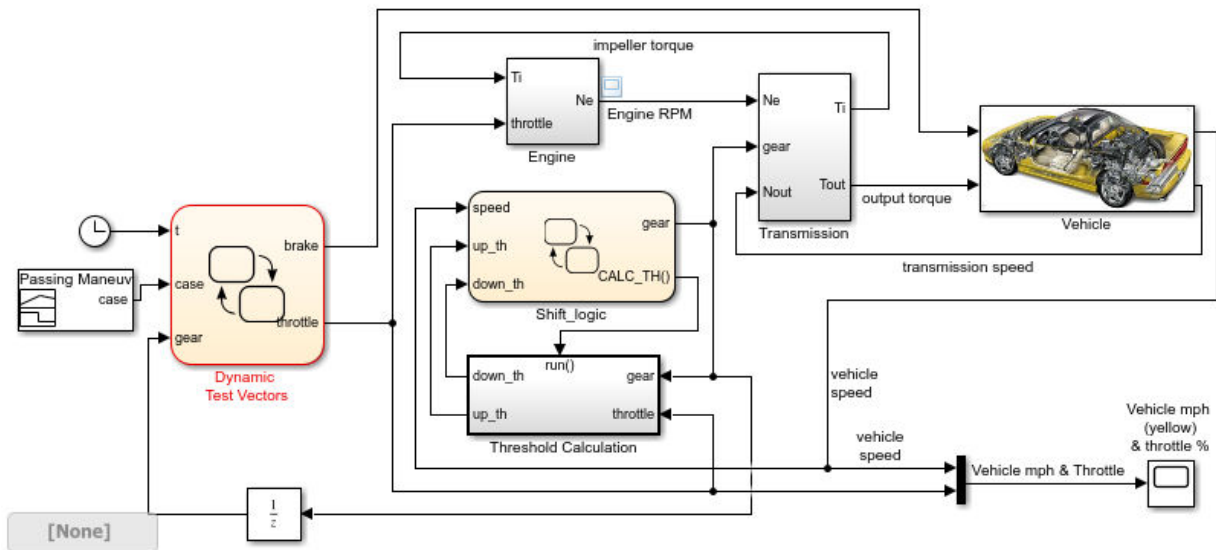 impeller torque
Ti
Ne
throttle
Engine RPM
Engine
Ne
Ti
gear
Nout
Tout
Transmission
output torque
Vehicle
transmission speed
t
brake
case
throttle
gear
Dynamic
Test Vectors
Passing Maneuv
case
speed
gear
up_th
CALC_TH()
down_th
Shift_logic
run()
down_th
gear
up_th
throttle
Threshold Calculation
vehicle
speed
vehicle
speed
Vehicle mph
(yellow)
& throttle %
Vehicle mph & Throttle
1
z
[None]